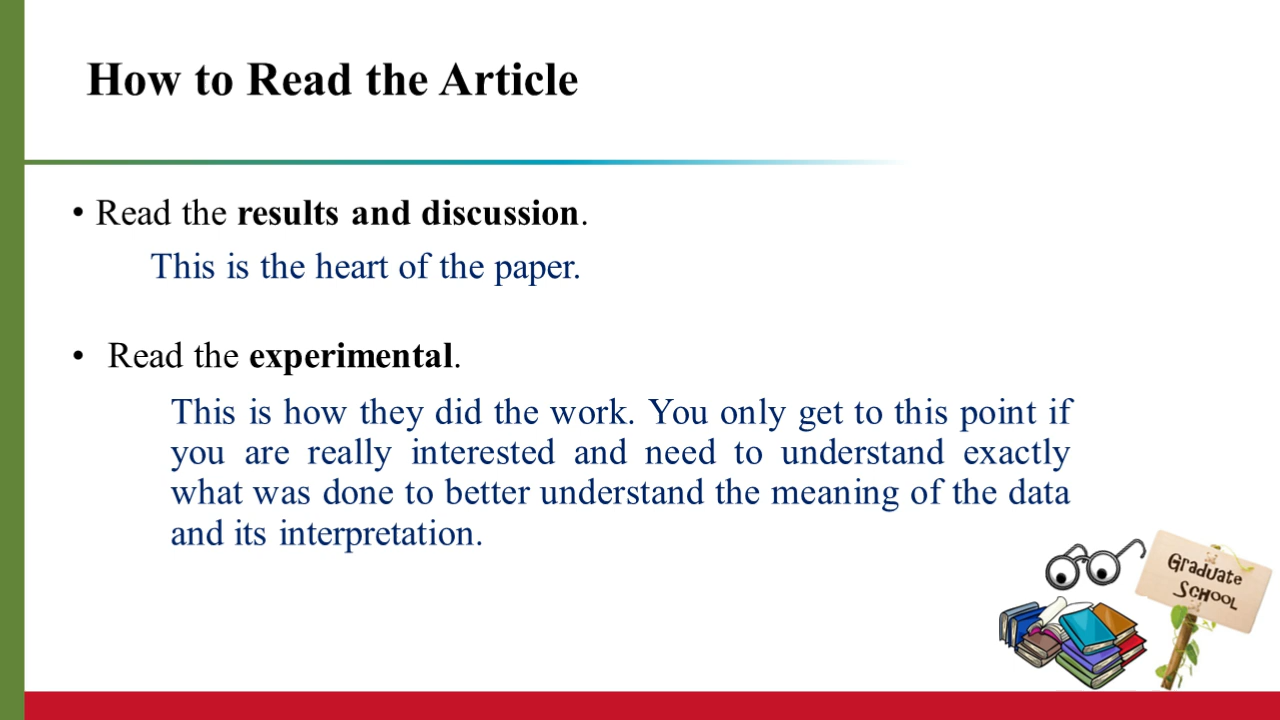 How to Read the Article
• Read the results and discussion.
This is the heart of the paper.
• Read the experimental.
This is how they did the work. You only get to this point if
you are really interested and need to understand exactly
what was done to better understand the meaning of the data
and its interpretation.
Graduate
School